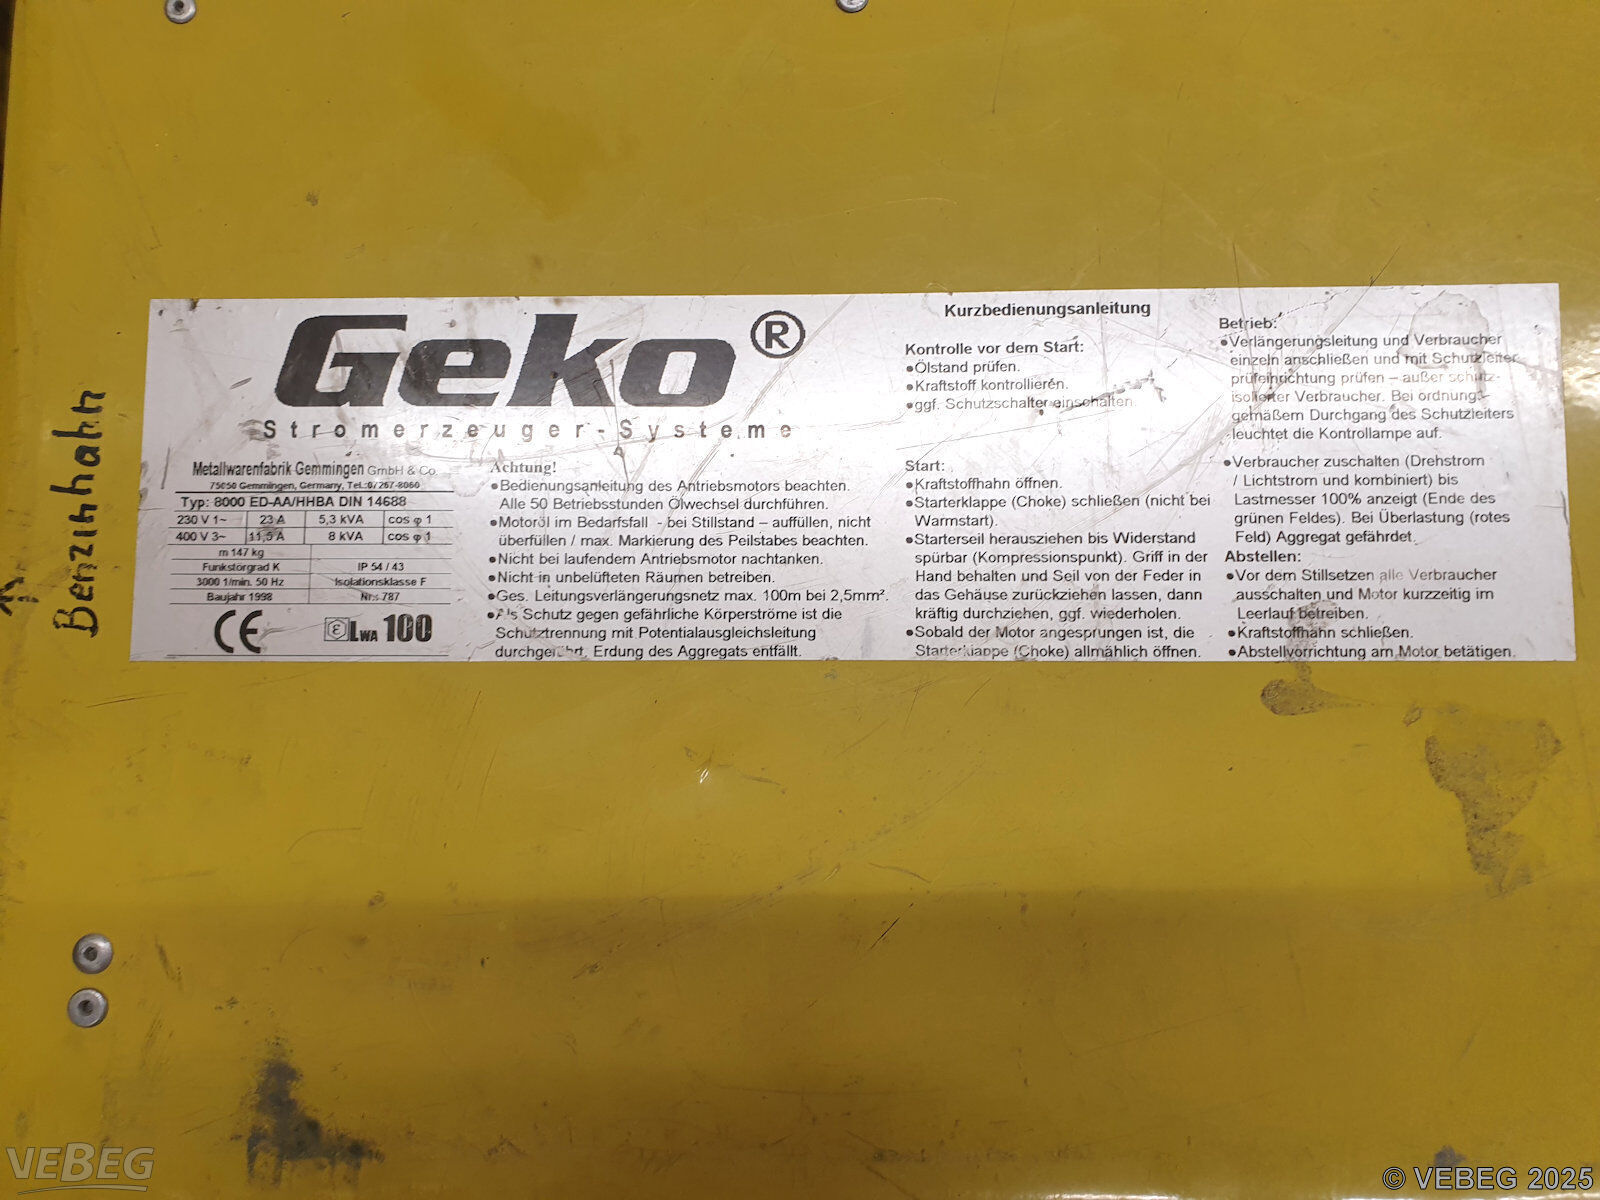 Benzinhahn
Geko®
Stromerzeuger-Systeme
Metallwarenfabrik Gemmingen GmbH & Co.
75050 Gemmingen, Germany, Tel.:07267-8060
Typ: 8000 ED-AA/HHBA DIN 14688
230 V 1~ 23 A 5,3 kVA cos φ 1
400 V 3~ 11,5 A 8 kVA cos φ 1
m 147 kg
Funkstörgrad K IP 54 / 43
3000 1/min. 50 Hz Isolationsklasse F
Baujahr 1998 Nr.: 787
CE LWA 100
Achtung!
•Bedienungsanleitung des Antriebsmotors beachten.
Alle 50 Betriebsstunden Ölwechsel durchführen.
•Motoröl im Bedarfsfall - bei Stillstand – auffüllen, nicht
überfüllen / max. Markierung des Peilstabes beachten.
•Nicht bei laufendem Antriebsmotor nachtanken.
•Nicht in unbelüfteten Räumen betreiben.
•Ges. Leitungsverlängerungsnetz max. 100m bei 2,5mm².
•Als Schutz gegen gefährliche Körperströme ist die
Schutztrennung mit Potentialausgleichsleitung
durchgeführt. Erdung des Aggregats entfällt.
Kurzbedienungsanleitung
Kontrolle vor dem Start:
•Ölstand prüfen.
•Kraftstoff kontrollieren.
•ggf. Schutzschalter einschalten.
Start:
•Kraftstoffhahn öffnen.
•Starterklappe (Choke) schließen (nicht bei
Warmstart).
•Starterseil herausziehen bis Widerstand
spürbar (Kompressionspunkt). Griff in der
Hand behalten und Seil von der Feder in
das Gehäuse zurückziehen lassen, dann
kräftig durchziehen, ggf. wiederholen.
•Sobald der Motor angesprungen ist, die
Starterklappe (Choke) allmählich öffnen.
Betrieb:
•Verlängerungsleitung und Verbraucher
einzeln anschließen und mit Schutzleiter
prüfeinrichtung prüfen – außer schutz-
isolierter Verbraucher. Bei ordnung-
gemäßem Durchgang des Schutzleiters
leuchtet die Kontrollampe auf.
•Verbraucher zuschalten (Drehstrom
/ Lichtstrom und kombiniert) bis
Lastmesser 100% anzeigt (Ende des
grünen Feldes). Bei Überlastung (rotes
Feld) Aggregat gefährdet.
Abstellen:
•Vor dem Stillsetzen alle Verbraucher
ausschalten und Motor kurzzeitig im
Leerlauf betreiben.
•Kraftstoffhahn schließen.
•Abstellvorrichtung am Motor betätigen.
VEBEG
© VEBEG 2025